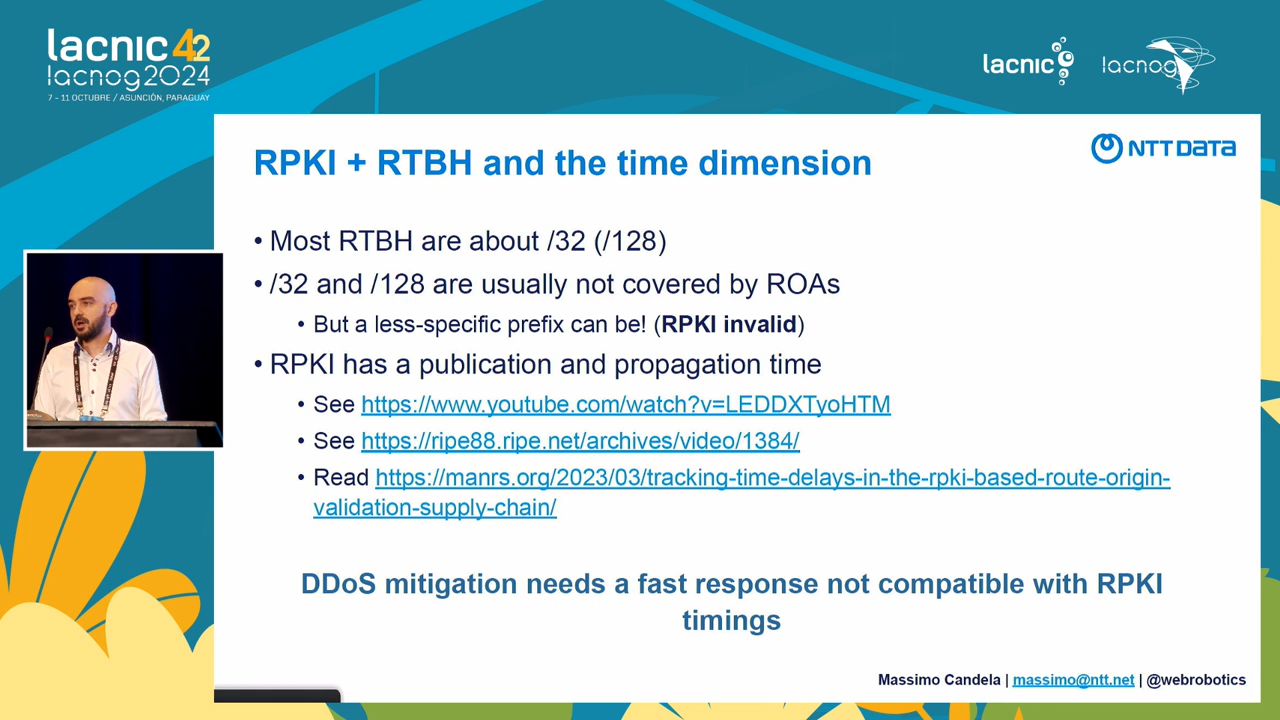 lacnic 42
lacnog 2024
7 - 11 OCTUBRE / ASUNCIÓN, PARAGUAY
lacnic
lacnog
NTT DATA
RPKI + RTBH and the time dimension
• Most RTBH are about /32 (/128)
• /32 and /128 are usually not covered by ROAs
• But a less-specific prefix can be! (RPKI invalid)
• RPKI has a publication and propagation time
• See https://www.youtube.com/watch?v=LEDDXTyoHTM
• See https://ripe88.ripe.net/archives/video/1384/
• Read https://manrs.org/2023/03/tracking-time-delays-in-the-rpki-based-route-origin-
validation-supply-chain/
DDoS mitigation needs a fast response not compatible with RPKI
timings
Massimo Candela | massimo@ntt.net | @webrobotics